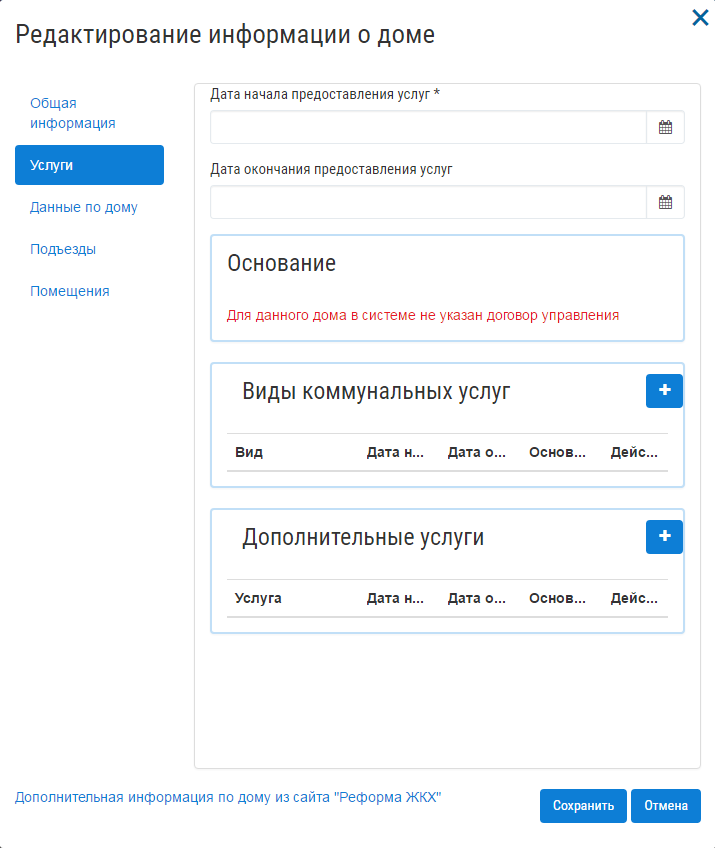 Редактирование информации о доме
Общая
информация
Услуги
Данные по дому
Подъезды
Помещения
Дата начала предоставления услуг *
Дата окончания предоставления услуг
Основание
Для данного дома в системе не указан договор управления
Виды коммунальных услуг
Вид Дата н... Дата о... Основ... Дейс...
Дополнительные услуги
Услуга Дата н... Дата о... Основ... Дейс...
Дополнительная информация по дому из сайта "Реформа ЖКХ"
Сохранить Отмена